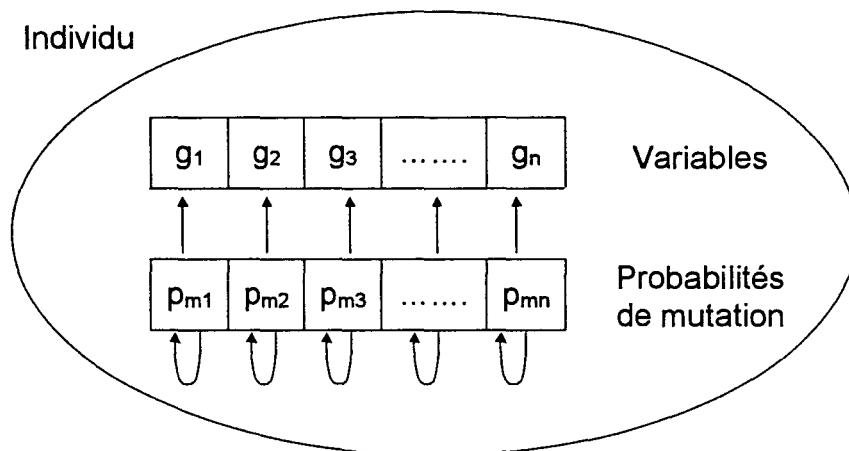 Individu
g1 g2 g3 ....... gn Variables
pm1 pm2 pm3 ....... pmn Probabilités
de mutation